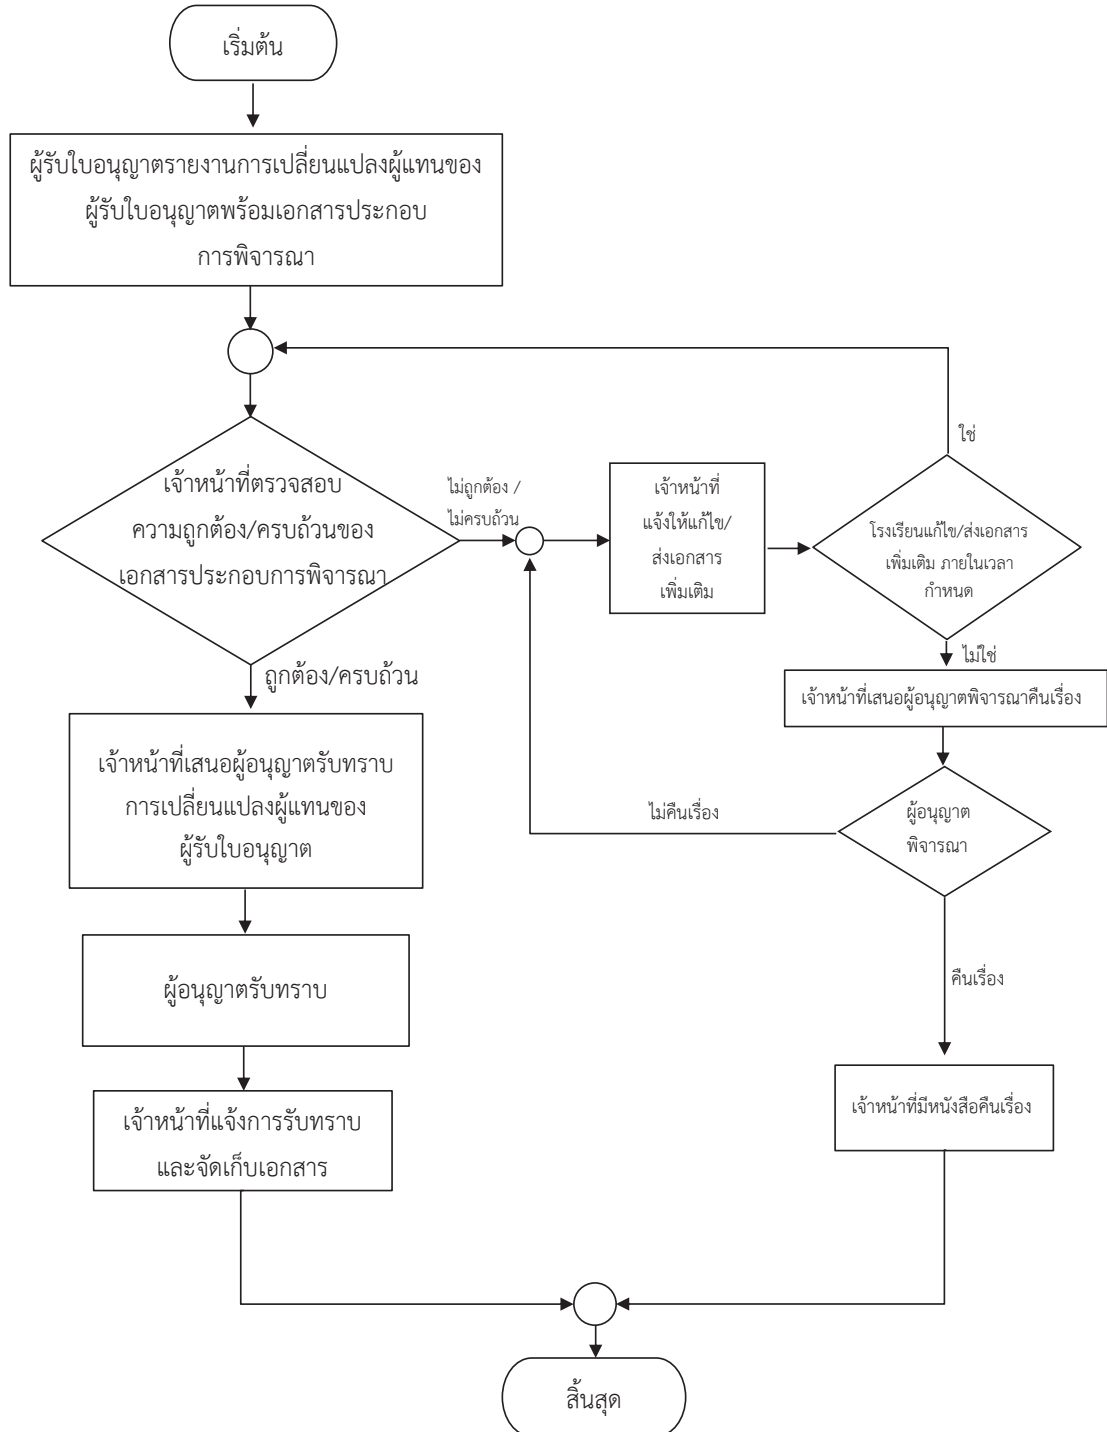 เริ่มต้น
ผู้รับใบอนุญาตรายงานการเปลี่ยนแปลงผู้แทนของ
ผู้รับใบอนุญาตพร้อมเอกสารประกอบ
การพิจารณา
ใช่
เจ้าหน้าที่ตรวจสอบ
ความถูกต้อง/ครบถ้วนของ
เอกสารประกอบการพิจารณา
ไม่ถูกต้อง /
ไม่ครบถ้วน
เจ้าหน้าที่
แจ้งให้แก้ไข/
ส่งเอกสาร
เพิ่มเติม
โรงเรียนแก้ไข/ส่งเอกสาร
เพิ่มเติม ภายในเวลา
กำหนด
ไม่ใช่
ถูกต้อง/ครบถ้วน
เจ้าหน้าที่เสนอผู้อนุญาตพิจารณาคืนเรื่อง
เจ้าหน้าที่เสนอผู้อนุญาตรับทราบ
การเปลี่ยนแปลงผู้แทนของ
ผู้รับใบอนุญาต
ไม่คืนเรื่อง
ผู้อนุญาต
พิจารณา
ผู้อนุญาตรับทราบ
คืนเรื่อง
เจ้าหน้าที่แจ้งการรับทราบ
และจัดเก็บเอกสาร
เจ้าหน้าที่มีหนังสือคืนเรื่อง
สิ้นสุด